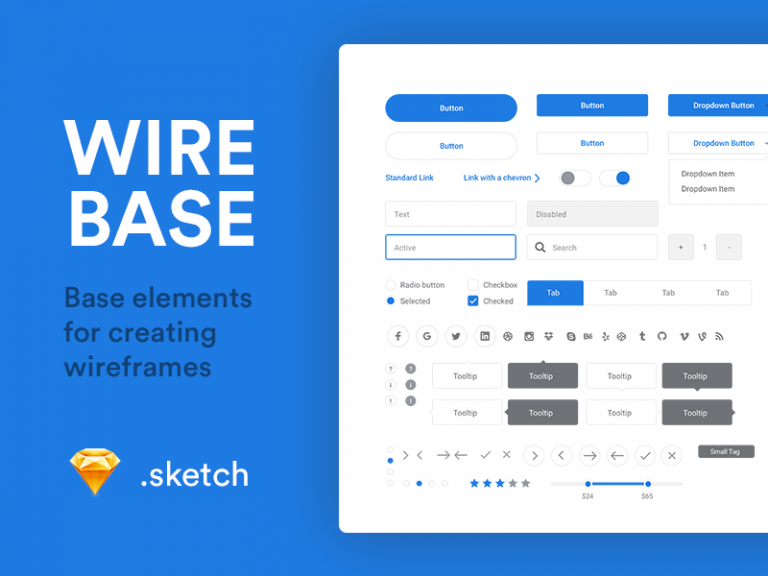 WIRE
BASE
Base elements
for creating
wireframes
.sketch
Button
Button
Dropdown Button
Button
Button
Dropdown Button
Standard Link
Link with a chevron
Dropdown Item
Dropdown Item
Text
Disabled
Active
Search
+
1
-
Radio button
Checkbox
Selected
Checked
Tab
Tab
Tab
Tab
Tooltip
Tooltip
Tooltip
Tooltip
Tooltip
Tooltip
Tooltip
Tooltip
Small Tag
$24
$65